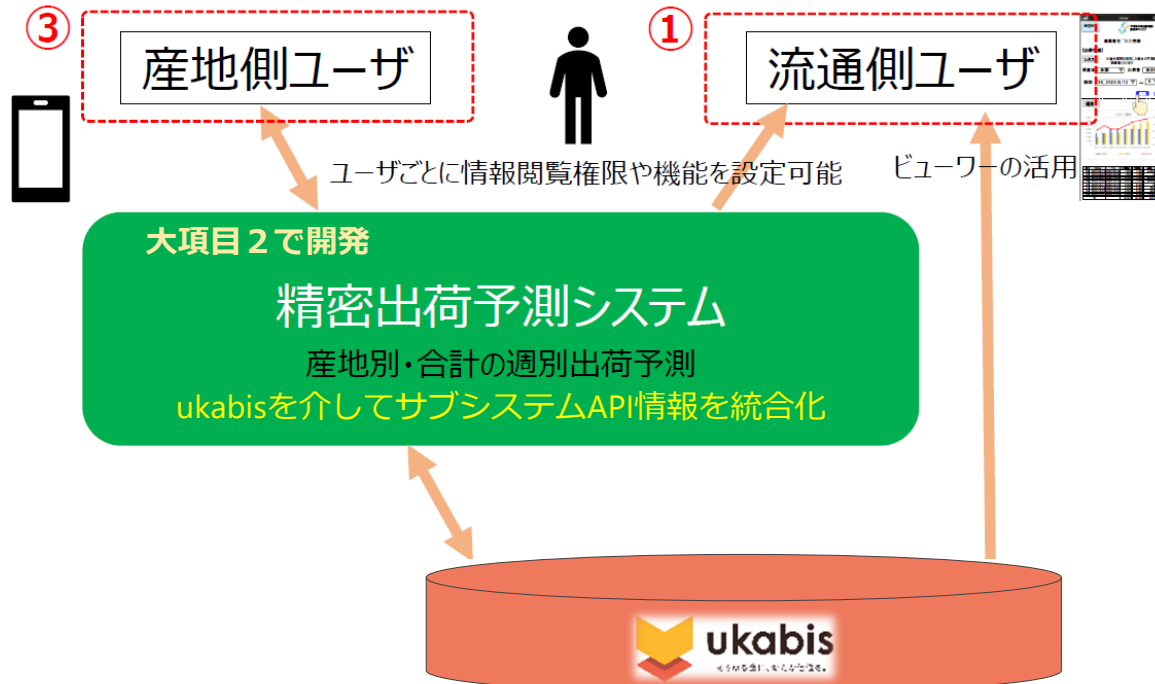 ③
産地側ユーザ
①
流通側ユーザ
ユーザごとに情報閲覧権限や機能を設定可能
ビューワーの活用
大項目２で開発
精密出荷予測システム
産地別・合計の週別出荷予測
ukabisを介してサブシステムAPI情報を統合化
ukabis